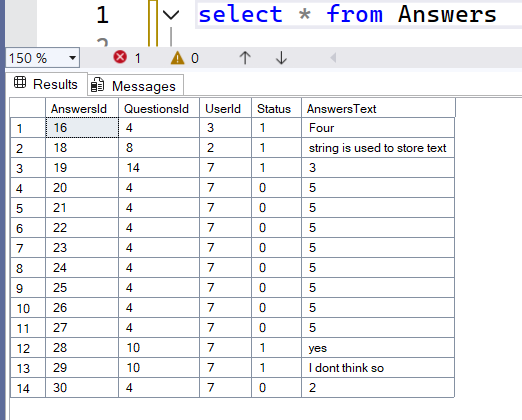 1 select * from Answers
2
150 % 1 0
Results Messages
AnswersId QuestionsId UserId Status AnswersText
1 16 4 3 1 Four
2 18 8 2 1 string is used to store text
3 19 14 7 1 3
4 20 4 7 0 5
5 21 4 7 0 5
6 22 4 7 0 5
7 23 4 7 0 5
8 24 4 7 0 5
9 25 4 7 0 5
10 26 4 7 0 5
11 27 4 7 0 5
12 28 10 7 1 yes
13 29 10 7 1 I dont think so
14 30 4 7 0 2